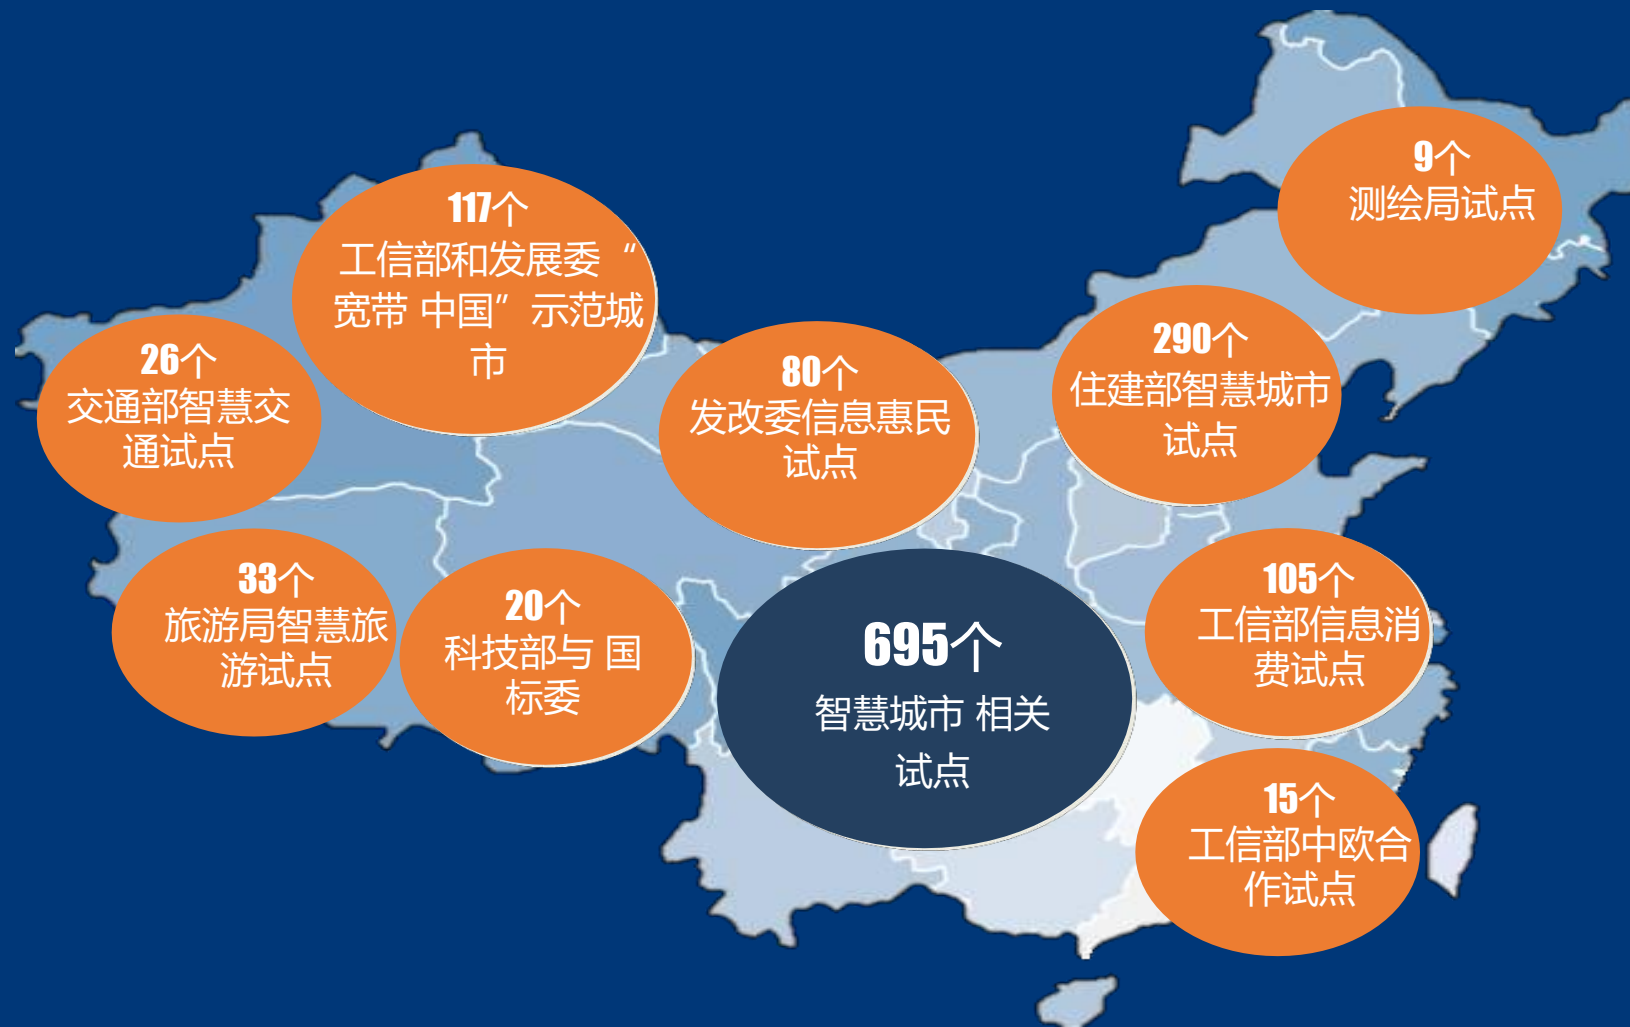 9个
测绘局试点
117个
工信部和发展委“
宽带 中国”示范城
市
290个
住建部智慧城市
试点
26个
交通部智慧交
通试点
80个
发改委信息惠民
试点
33个
旅游局智慧旅
游试点
20个
科技部与 国
标委
695个
智慧城市 相关
试点
105个
工信部信息消
费试点
15个
工信部中欧合
作试点